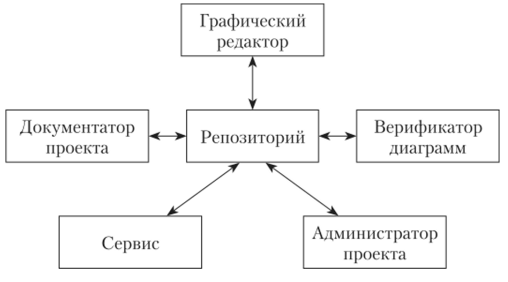 Графический
редактор
Документатор
проекта
Репозиторий
Верификатор
диаграмм
Сервис
Администратор
проекта